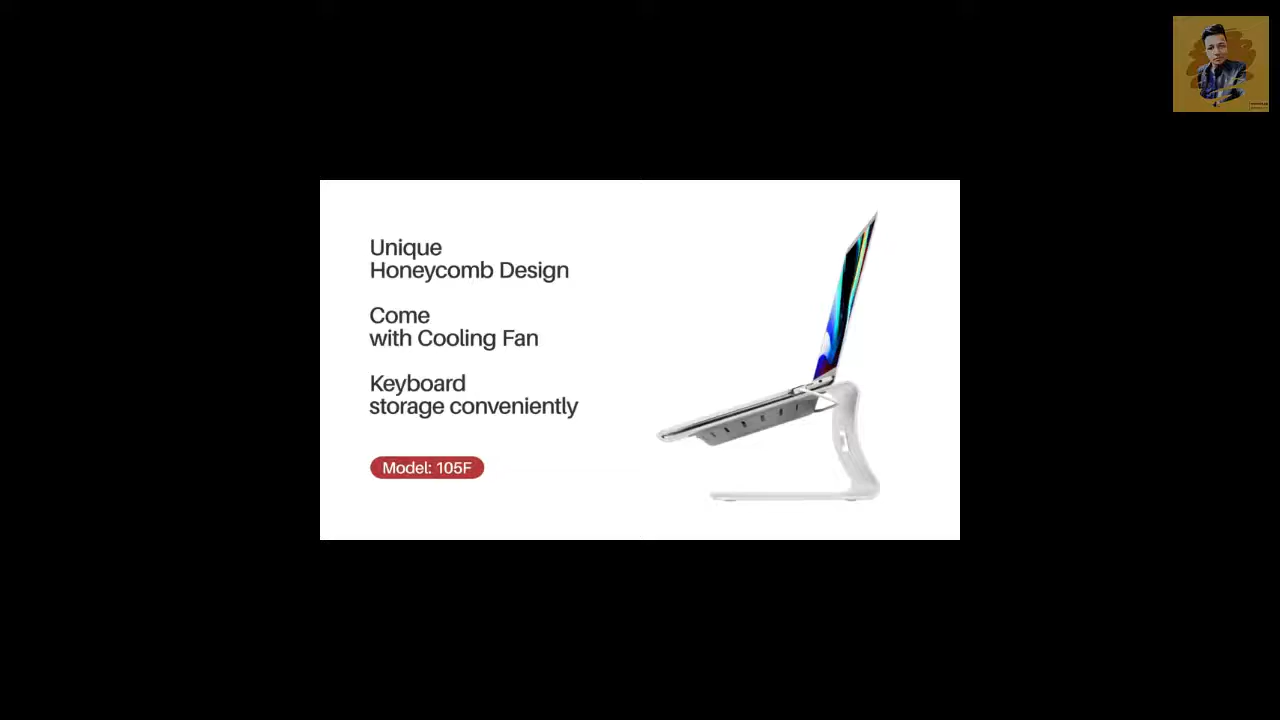 Unique
Honeycomb Design
Come
with Cooling Fan
Keyboard
storage conveniently
Model: 105F